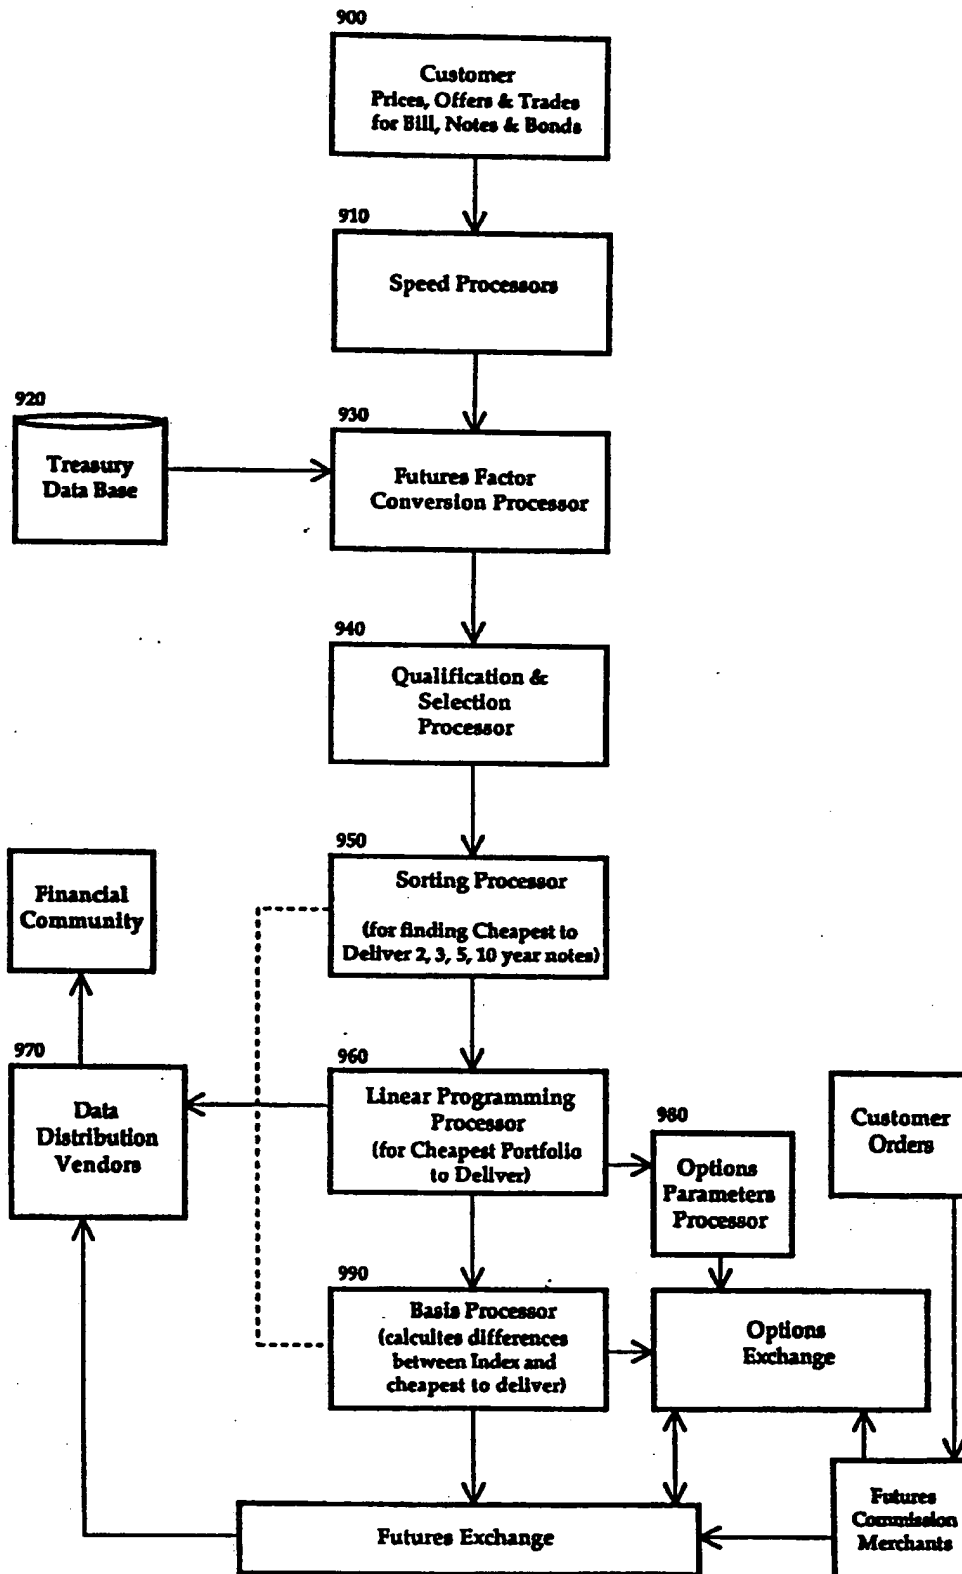 900
Customer
Prices, Offers & Trades
for Bill, Notes & Bonds
910
Speed Processors
920
Treasury
Data Base
930
Futures Factor
Conversion Processor
940
Qualification &
Selection
Processor
950
Sorting Processor
(for finding Cheapest to
Deliver 2, 3, 5, 10 year notes)
Financial
Community
960
Linear Programming
Processor
(for Cheapest Portfolio
to Deliver)
970
Data
Distribution
Vendors
980
Options
Parameters
Processor
Customer
Orders
990
Basis Processor
(calcultes differences
between Index and
cheapest to deliver)
Options
Exchange
Futures Exchange
Futures
Commission
Merchants